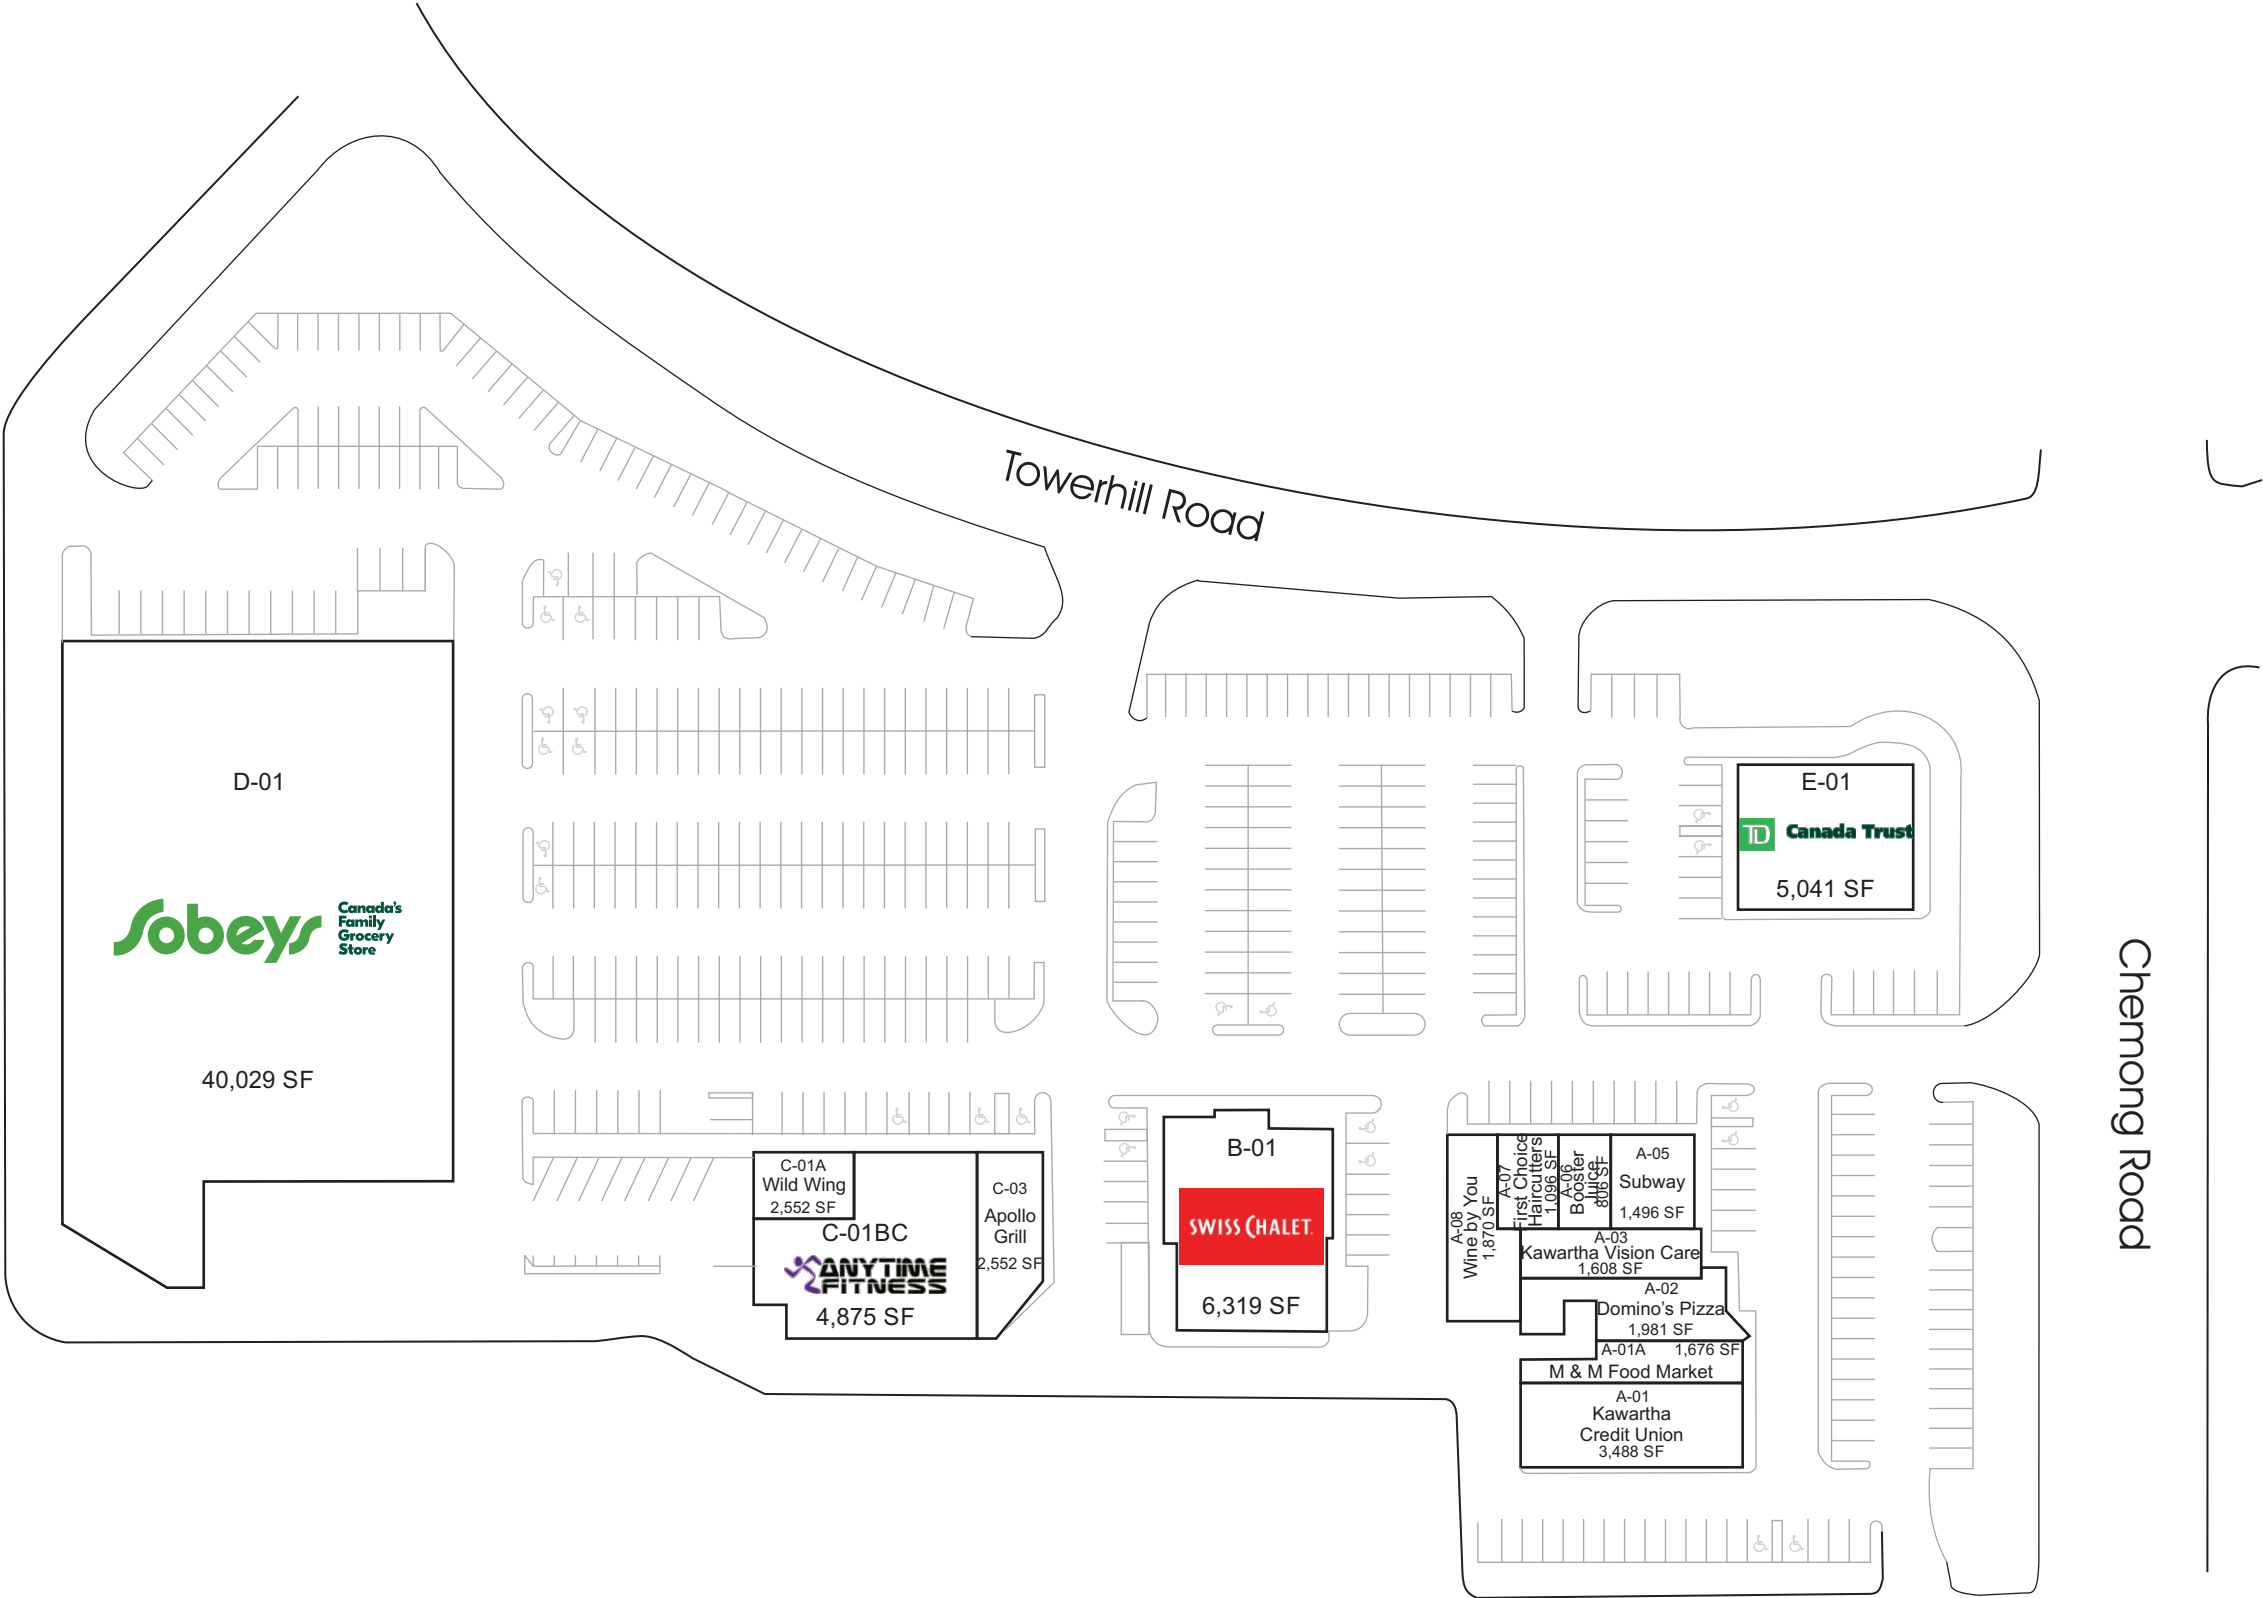 Towerhill Road
D-01
Sobeys
Canada's
Family
Grocery
Store
40,029 SF
E-01
TD Canada Trust
5,041 SF
Chemong Road
C-01A
Wild Wing
2,552 SF
C-01BC
ANYTIME
FITNESS
4,875 SF
C-03
Apollo
Grill
2,552 SF
B-01
SWISS CHALET
6,319 SF
A-08
Wine by You
1,870 SF
A-07
First Choice
Haircutters
1,096 SF
A-06
Booster
Juice
806 SF
A-05
Subway
1,496 SF
A-03
Kawartha Vision Care
1,608 SF
A-02
Domino's Pizza
1,981 SF
A-01A 1,676 SF
M & M Food Market
A-01
Kawartha
Credit Union
3,488 SF